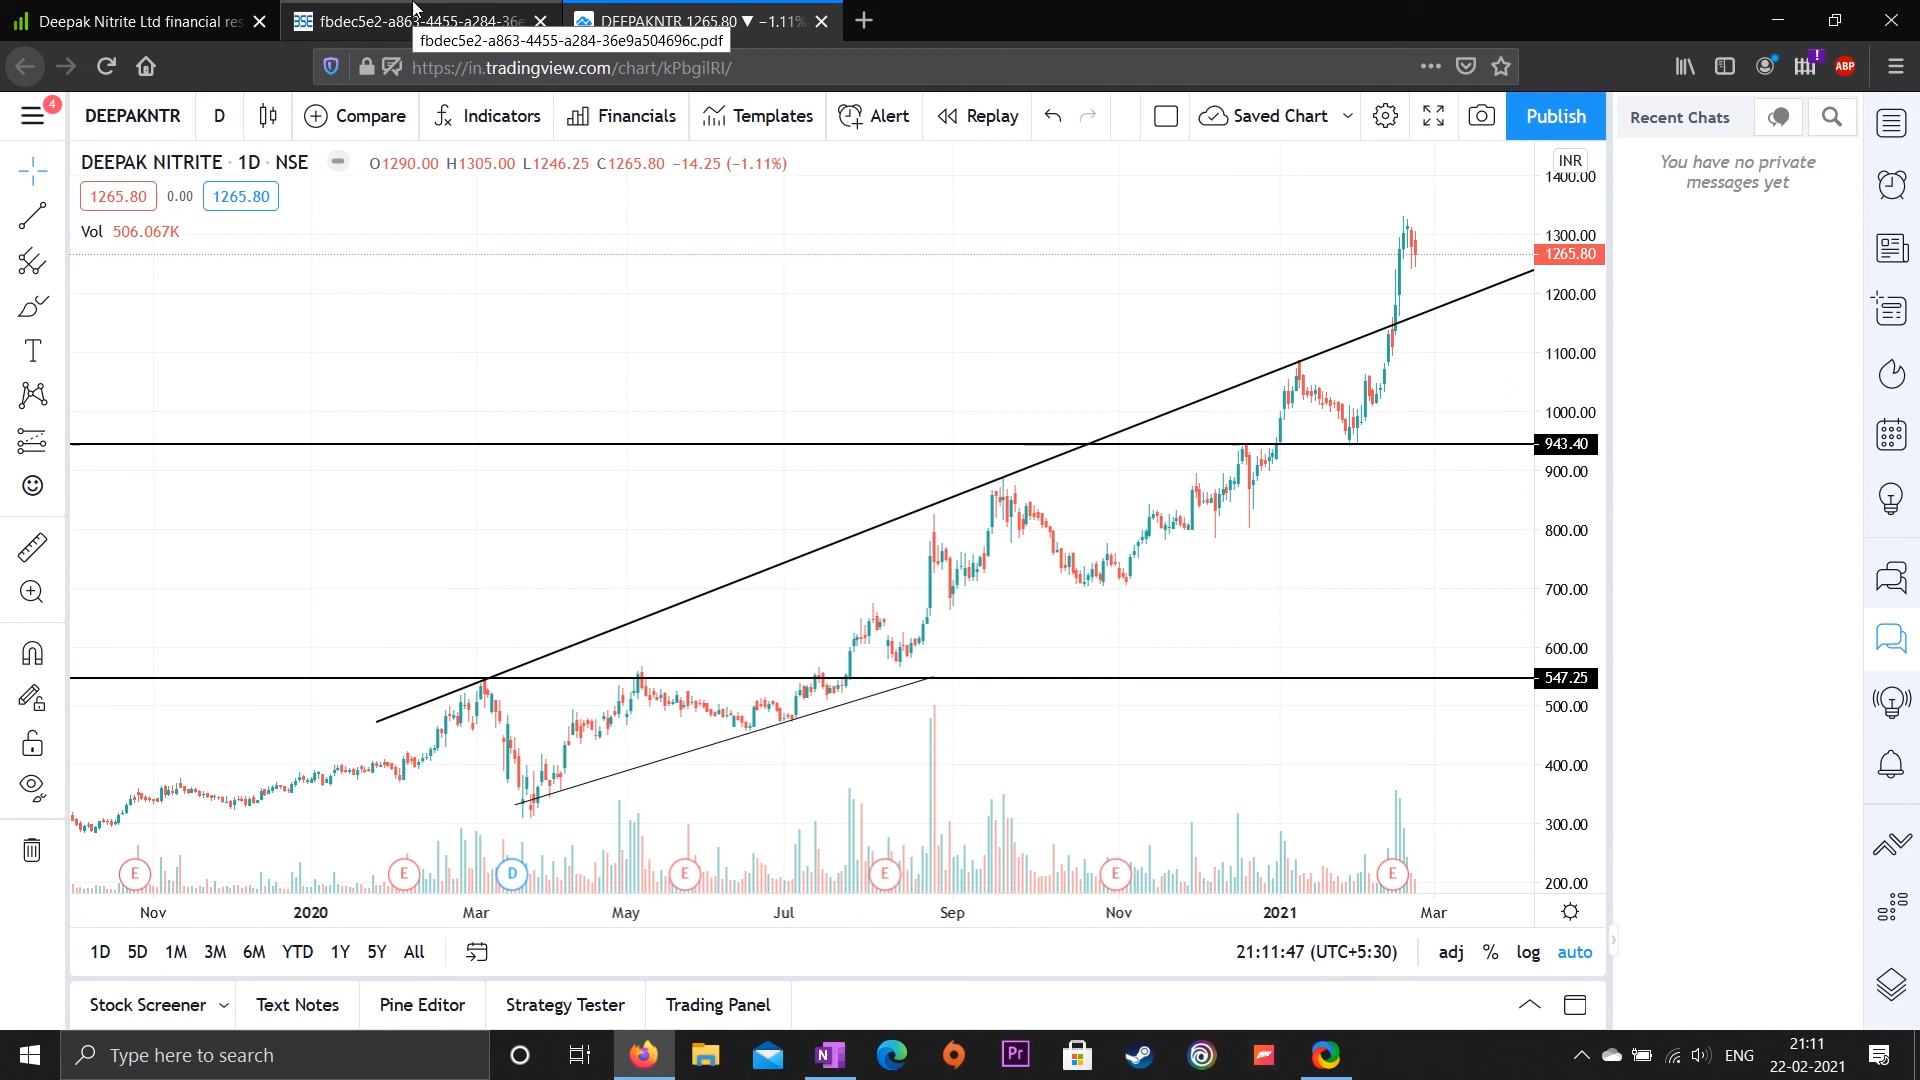 Deepak Nitrite Ltd financial res
fbdec5e2-a863-4455-a284-36e
DEEPAKNTR 1265.80 ▼ −1.11%
fbdec5e2-a863-4455-a284-36e9a504696c.pdf
https://in.tradingview.com/chart/kPbgilRI/
ABP
4
DEEPAKNTR
D
Compare
Indicators
Financials
Templates
Alert
Replay
Saved Chart
Publish
Recent Chats
You have no private
messages yet
DEEPAK NITRITE · 1D · NSE
O1290.00 H1305.00 L1246.25 C1265.80 −14.25 (−1.11%)
1265.80 0.00 1265.80
Vol 506.067K
INR
1400.00
1300.00
1265.80
1200.00
1100.00
1000.00
943.40
900.00
800.00
700.00
600.00
547.25
500.00
400.00
300.00
200.00
E E D E E E E
Nov 2020 Mar May Jul Sep Nov 2021 Mar
1D 5D 1M 3M 6M YTD 1Y 5Y All
21:11:47 (UTC+5:30)
adj % log auto
Stock Screener
Text Notes
Pine Editor
Strategy Tester
Trading Panel
Type here to search
N
Pr
ENG
21:11
22-02-2021